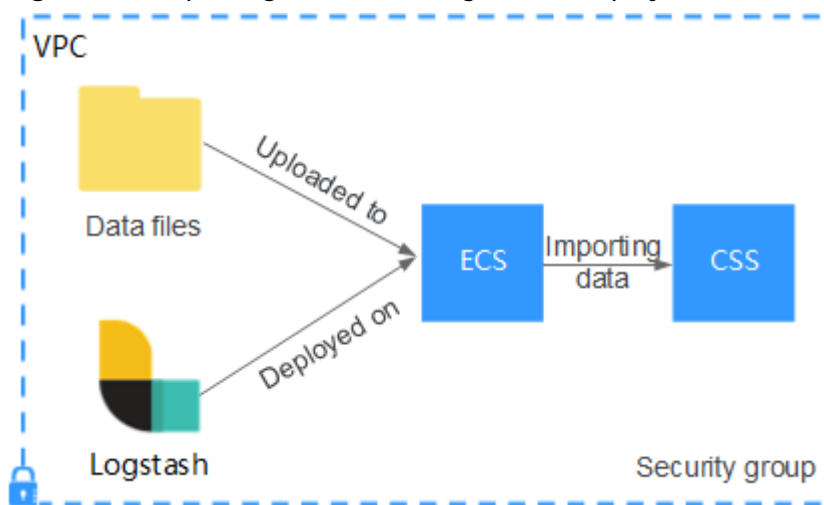 VPC
Uploaded to
Data files
ECS
Importing
data
CSS
Deployed on
Logstash
Security group